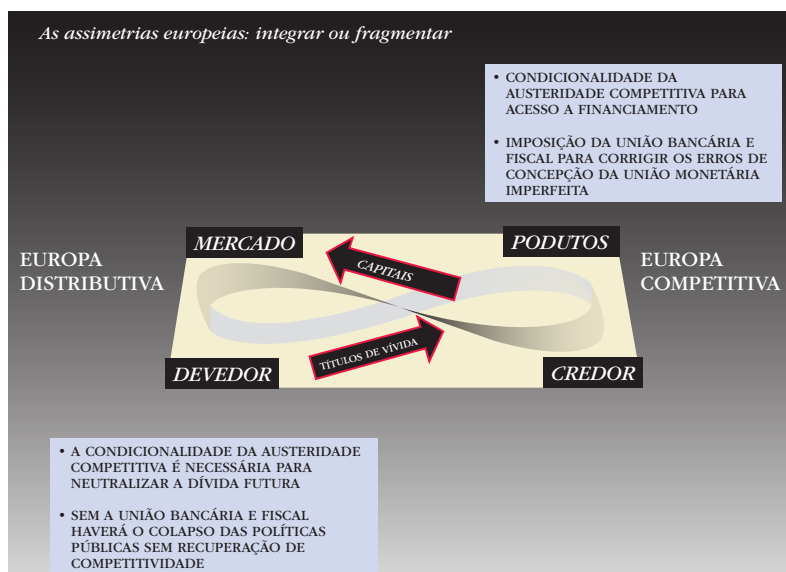 As assimetrias europeias: integrar ou fragmentar
• CONDICIONALIDADE DA
AUSTERIDADE COMPETITIVA PARA
ACESSO A FINANCIAMENTO
• IMPOSIÇÃO DA UNIÃO BANCÁRIA E
FISCAL PARA CORRIGIR OS ERROS DE
CONCEPÇÃO DA UNIÃO MONETÁRIA
IMPERFEITA
EUROPA
DISTRIBUTIVA
MERCADO
CAPITAIS
PODUTOS
EUROPA
COMPETITIVA
DEVEDOR
TÍTULOS DE VÍVIDA
CREDOR
• A CONDICIONALIDADE DA AUSTERIDADE
COMPETITIVA É NECESSÁRIA PARA
NEUTRALIZAR A DÍVIDA FUTURA
• SEM A UNIÃO BANCÁRIA E FISCAL
HAVERÁ O COLAPSO DAS POLÍTICAS
PÚBLICAS SEM RECUPERAÇÃO DE
COMPETITIVIDADE